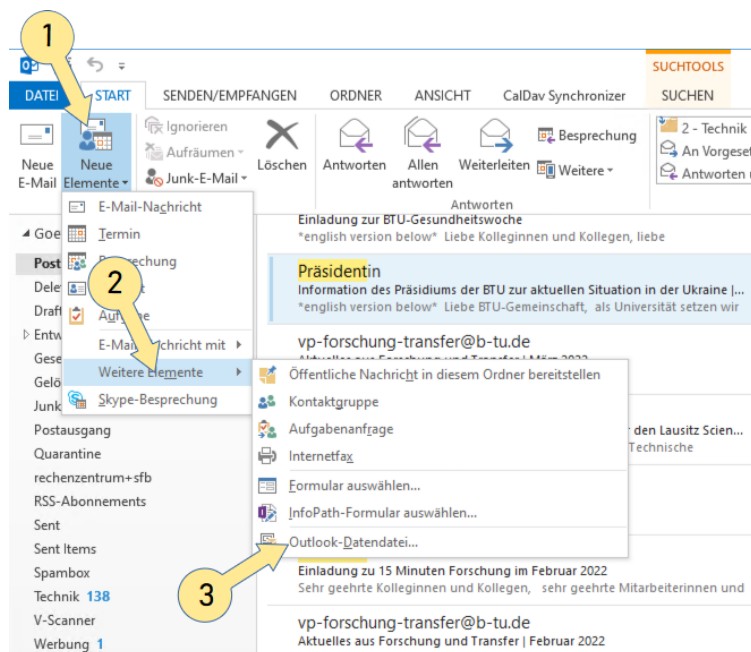 1
SUCHTOOLS
DATEI START SENDEN/EMPFANGEN ORDNER ANSICHT CalDav Synchronizer SUCHEN
Neue E-Mail
Neue Elemente
Ignorieren
Aufräumen
Junk-E-Mail
Löschen
Antworten
Allen antworten
Weiterleiten
Besprechung
Weitere
Antworten
2 - Technik
An Vorgeset
Antworten u
E-Mail-Nachricht
Termin
Aufgabe
E-Mail-Nachricht mit
Weitere Elemente
Skype-Besprechung
2
Goe
Post
Dele
Draft
Entw
Gese
Gelö
Junk
Postausgang
Quarantine
rechenzentrum+sfb
RSS-Abonnements
Sent
Sent Items
Spambox
Technik 138
V-Scanner
Werbung 1
Einladung zur BTU-Gesundheitswoche
*english version below* Liebe Kolleginnen und Kollegen, liebe
Präsidentin
Information des Präsidiums der BTU zur aktuellen Situation in der Ukraine |...
*english version below* Liebe BTU-Gemeinschaft, als Universität setzen wir
vp-forschung-transfer@b-tu.de
Aktuelles aus Forschung und Transfer | März 2022
Öffentliche Nachricht in diesem Ordner bereitstellen
Kontaktgruppe
Aufgabenanfrage
Internetfax
Formular auswählen...
InfoPath-Formular auswählen...
Outlook-Datendatei...
3
r den Lausitz Scien...
Technische
Einladung zu 15 Minuten Forschung im Februar 2022
Sehr geehrte Kolleginnen und Kollegen, sehr geehrte Mitarbeiterinnen und
vp-forschung-transfer@b-tu.de
Aktuelles aus Forschung und Transfer | Februar 2022